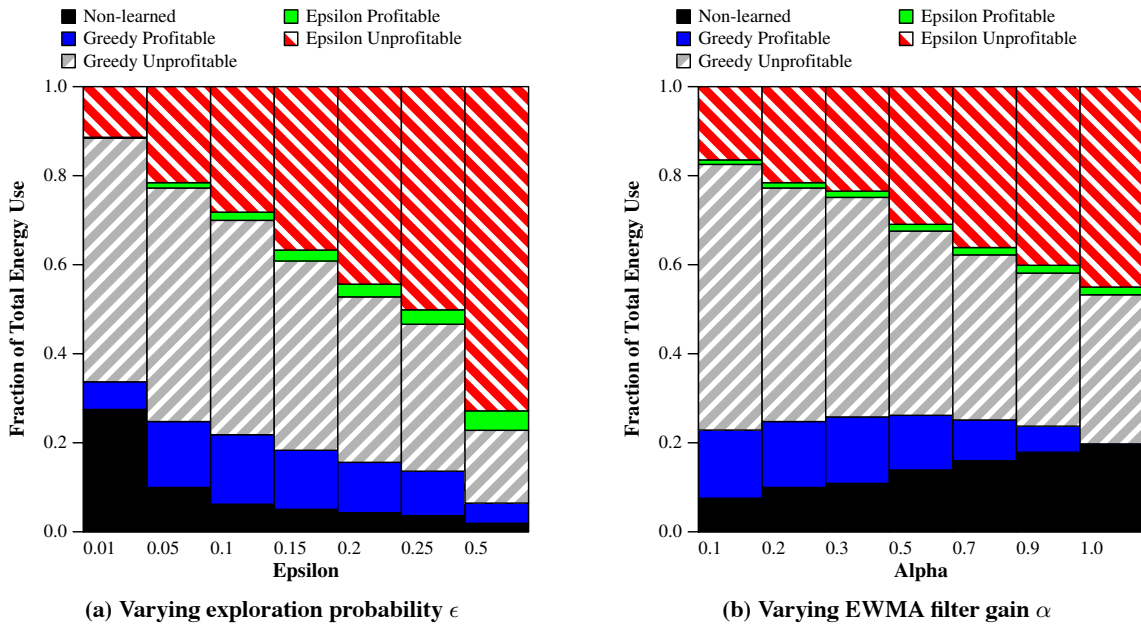 Non-learned
Greedy Profitable
Greedy Unprofitable
Epsilon Profitable
Epsilon Unprofitable
Fraction of Total Energy Use
1.0
0.8
0.6
0.4
0.2
0.0
0.01 0.05 0.1 0.15 0.2 0.25 0.5
Epsilon
(a) Varying exploration probability ϵ
Non-learned
Greedy Profitable
Greedy Unprofitable
Epsilon Profitable
Epsilon Unprofitable
Fraction of Total Energy Use
1.0
0.8
0.6
0.4
0.2
0.0
0.1 0.2 0.3 0.5 0.7 0.9 1.0
Alpha
(b) Varying EWMA filter gain α